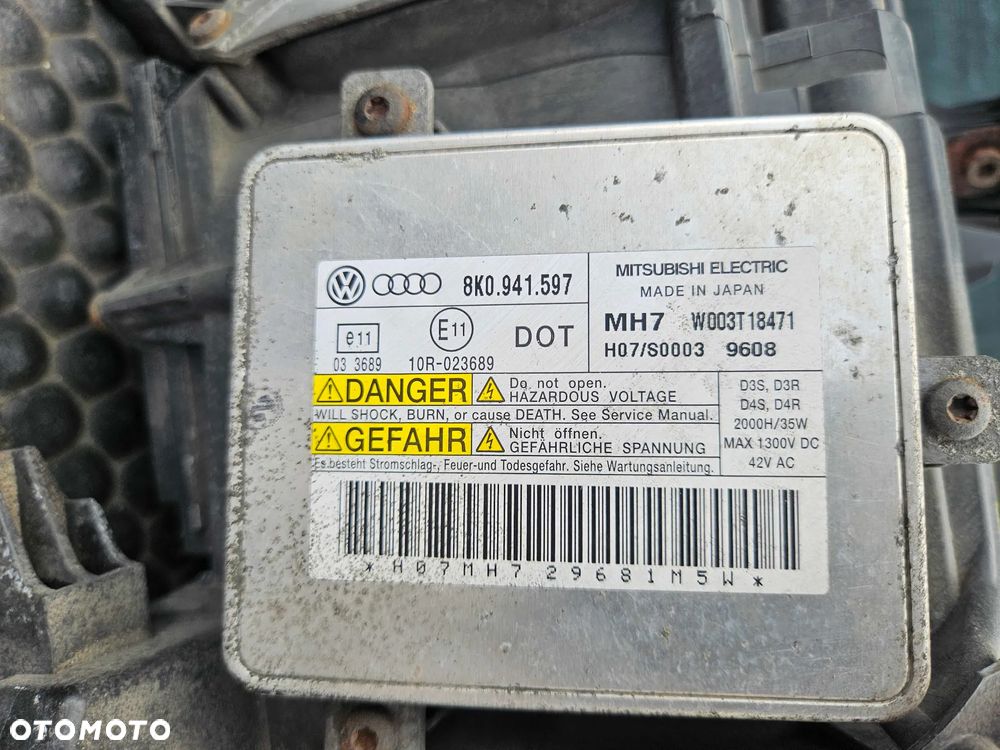 8K0.941.597
MITSUBISHI ELECTRIC
MADE IN JAPAN
e11
E11
DOT
03 3689
10R-023689
MH7 W003T18471
H07/S0003 9608
DANGER
Do not open.
HAZARDOUS VOLTAGE
WILL SHOCK, BURN, or cause DEATH. See Service Manual.
GEFAHR
Nicht öffnen.
GEFÄHRLICHE SPANNUNG
Es besteht Stromschlag-, Feuer-und Todesgefahr. Siehe Wartungsanleitung.
D3S, D3R
D4S, D4R
2000H/35W
MAX 1300V DC
42V AC
*H07MH729681M5W*
OTOMOTO